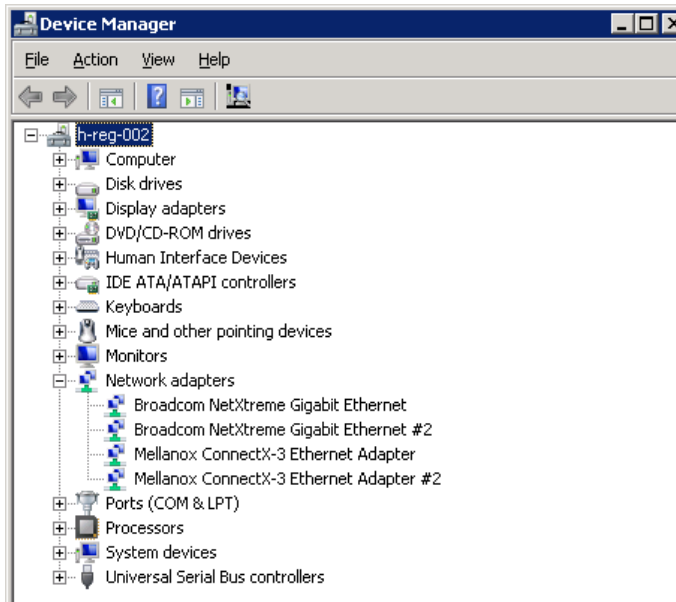 Device Manager
File Action View Help
h-reg-002
Computer
Disk drives
Display adapters
DVD/CD-ROM drives
Human Interface Devices
IDE ATA/ATAPI controllers
Keyboards
Mice and other pointing devices
Monitors
Network adapters
Broadcom NetXtreme Gigabit Ethernet
Broadcom NetXtreme Gigabit Ethernet #2
Mellanox ConnectX-3 Ethernet Adapter
Mellanox ConnectX-3 Ethernet Adapter #2
Ports (COM & LPT)
Processors
System devices
Universal Serial Bus controllers